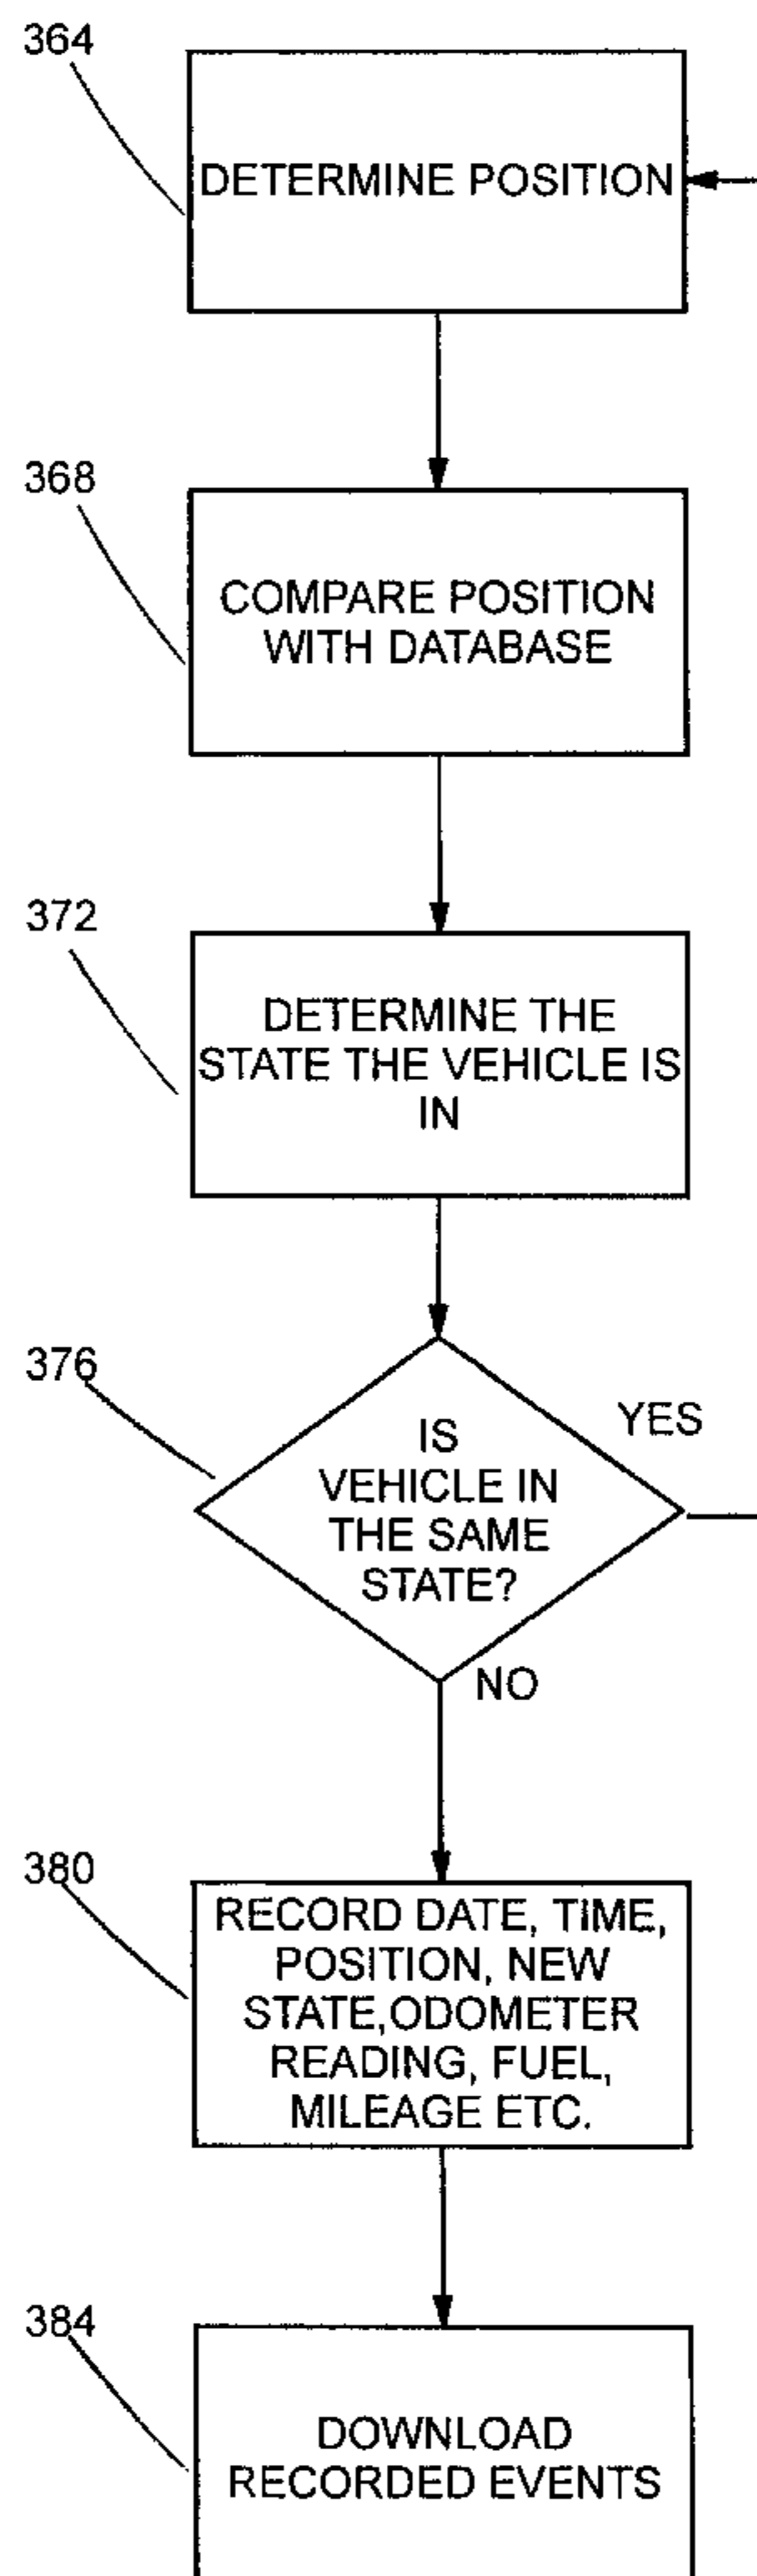 364
DETERMINE POSITION
368
COMPARE POSITION
WITH DATABASE
372
DETERMINE THE
STATE THE VEHICLE IS
IN
376
YES
IS
VEHICLE IN
THE SAME
STATE?
NO
380
RECORD DATE, TIME,
POSITION, NEW
STATE,ODOMETER
READING, FUEL,
MILEAGE ETC.
384
DOWNLOAD
RECORDED EVENTS